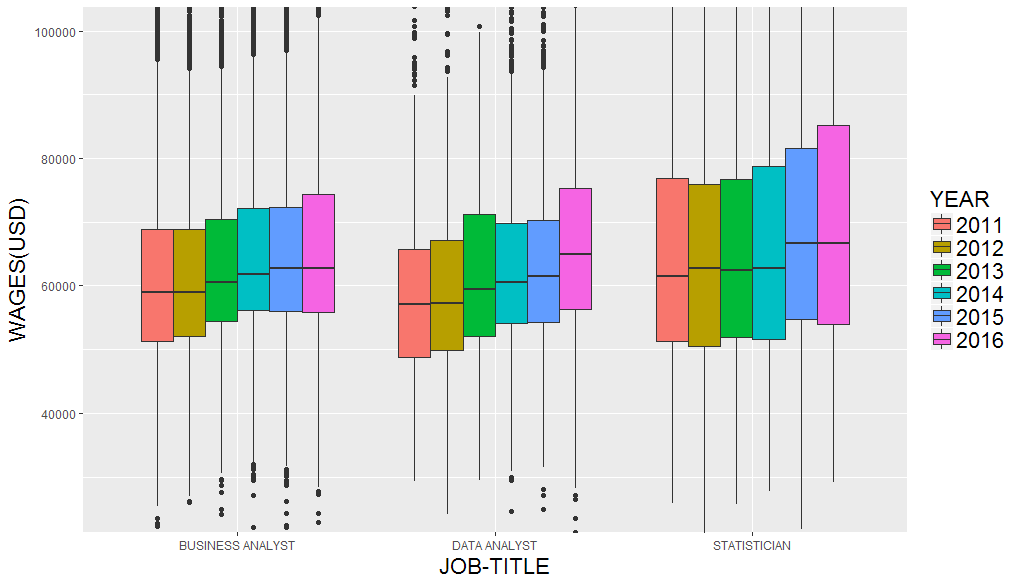 100000
80000
60000
40000
WAGES(USD)
BUSINESS ANALYST
DATA ANALYST
STATISTICIAN
JOB-TITLE
YEAR
2011
2012
2013
2014
2015
2016